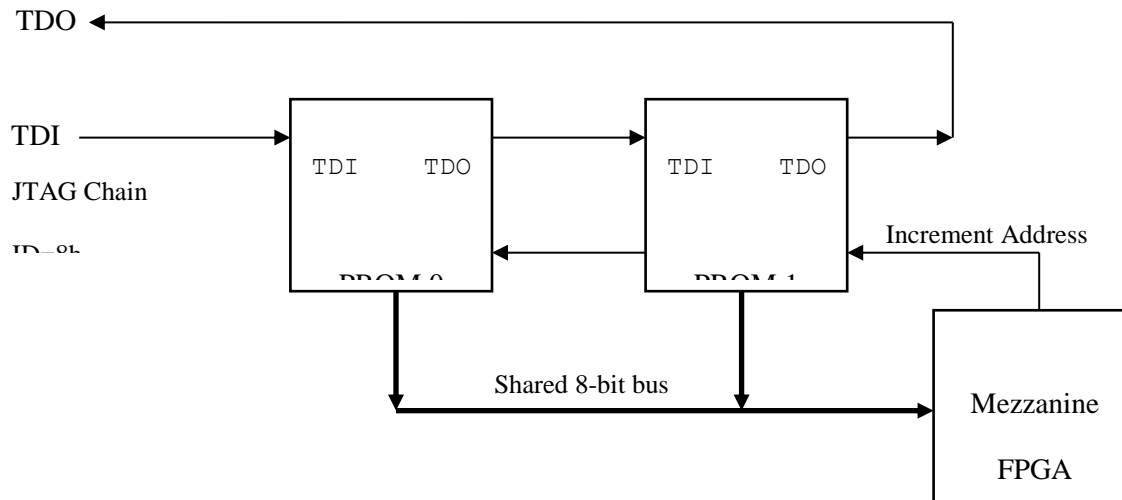 TDO
TDI
TDI TDO
TDI TDO
JTAG Chain
Increment Address
Shared 8-bit bus
Mezzanine
FPGA